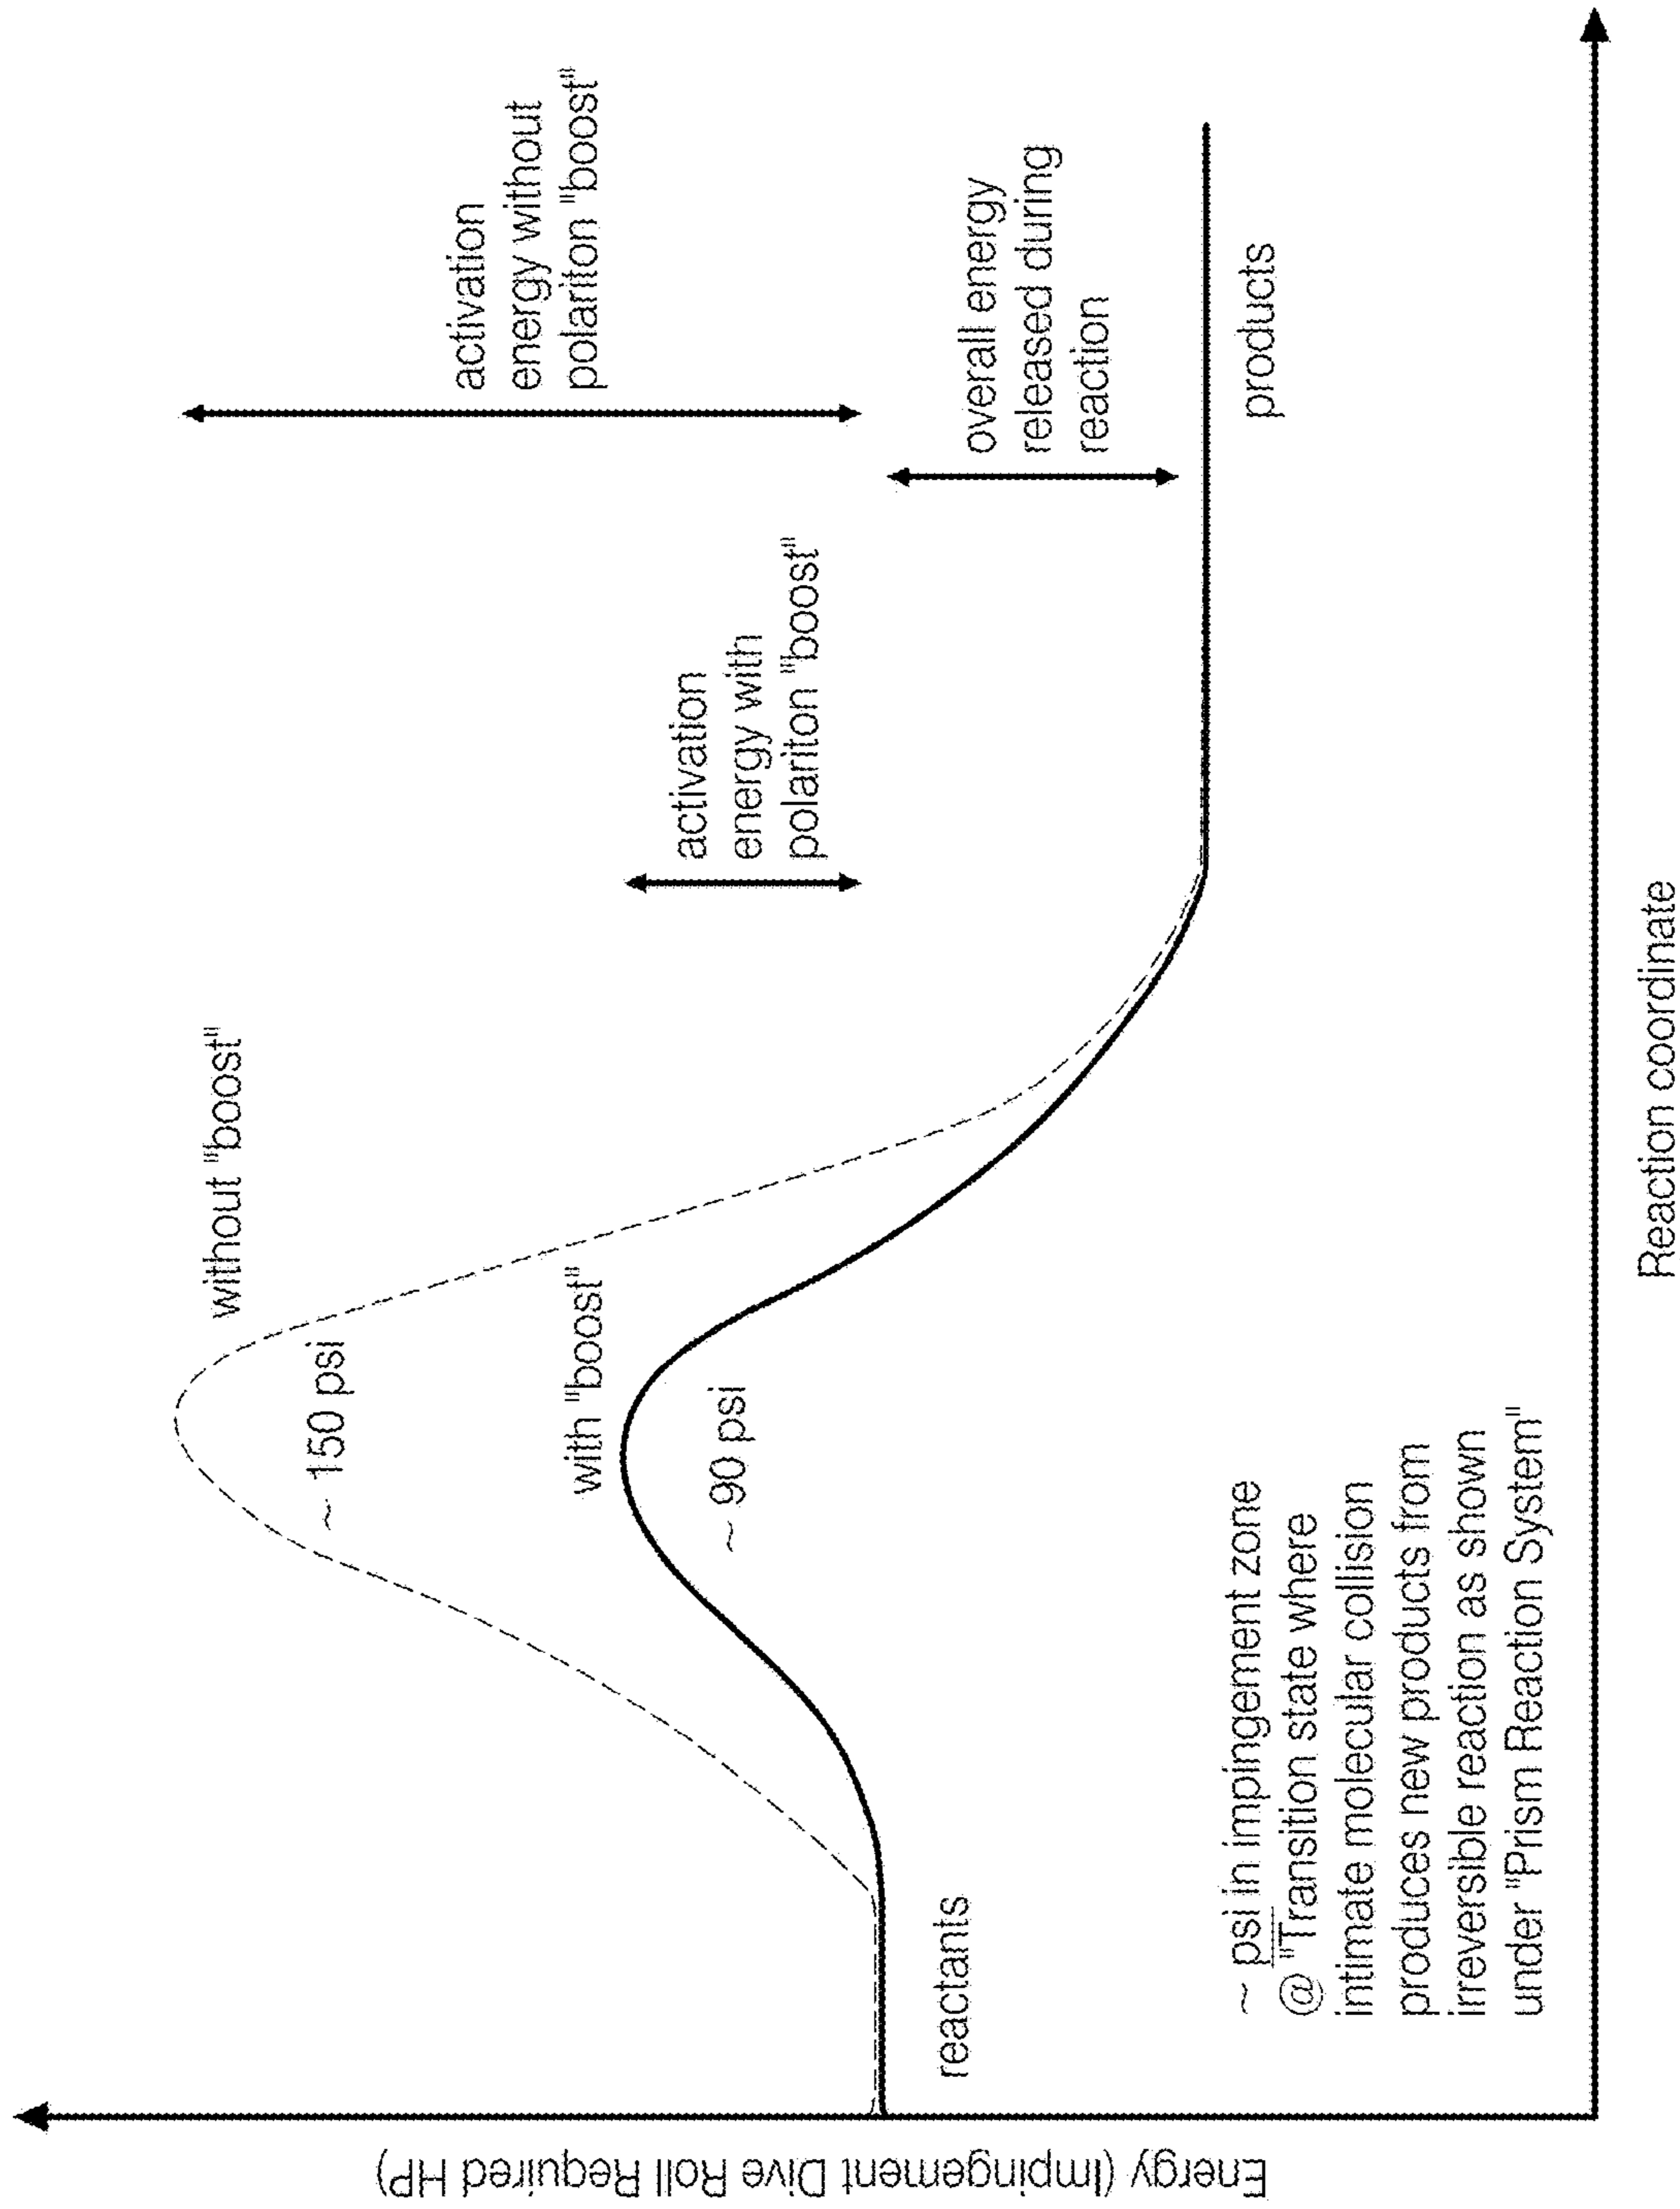 Energy (Impingement Dive Roll Required HP)
without "boost"
~ 150 psi
with "boost"
~ 90 psi
activation
energy without
polariton "boost"
activation
energy with
polariton "boost"
overall energy
released during
reaction
reactants
products
~ psi in impingement zone
@ "Transition state where
intimate molecular collision
produces new products from
irreversible reaction as shown
under "Prism Reaction System"
Reaction coordinate